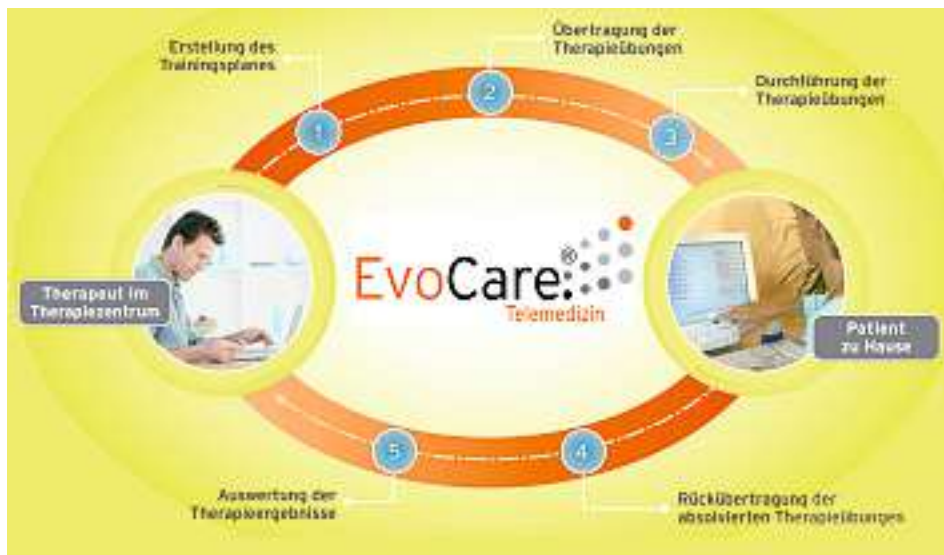 Erstellung des
Trainingsplanes
1
Übertragung der
Therapieübungen
2
Durchführung der
Therapieübungen
3
Therapeut im
Therapiezentrum
EvoCare.®
Telemedizin
Patient
zu Hause
5
4
Auswertung der
Therapieergebnisse
Rückübertragung der
absolvierten Therapieübungen